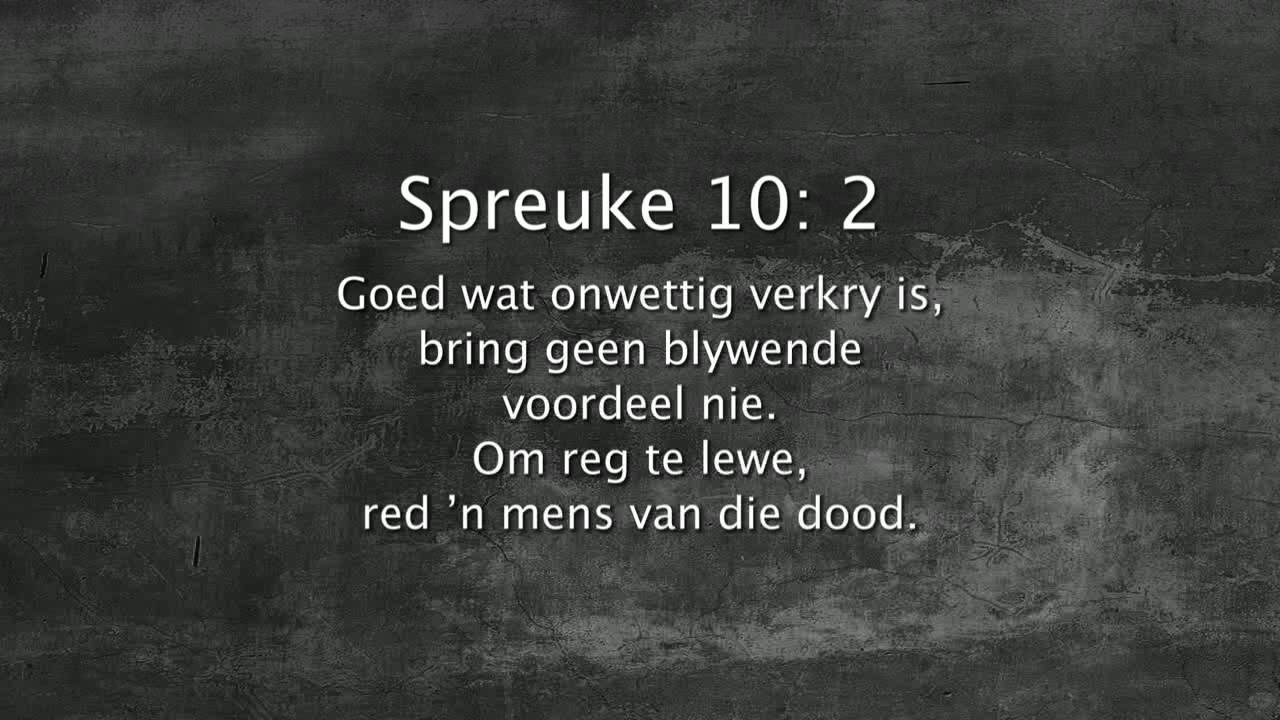 Spreuke 10: 2
Goed wat onwettig verkry is,
bring geen blywende
voordeel nie.
Om reg te lewe,
red ’n mens van die dood.